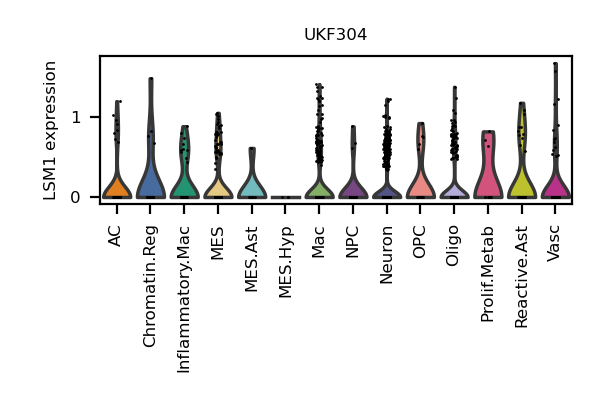 UKF304
LSM1 expression
1
0
AC
Chromatin.Reg
Inflammatory.Mac
MES
MES.Ast
MES.Hyp
Mac
NPC
Neuron
OPC
Oligo
Prolif.Metab
Reactive.Ast
Vasc